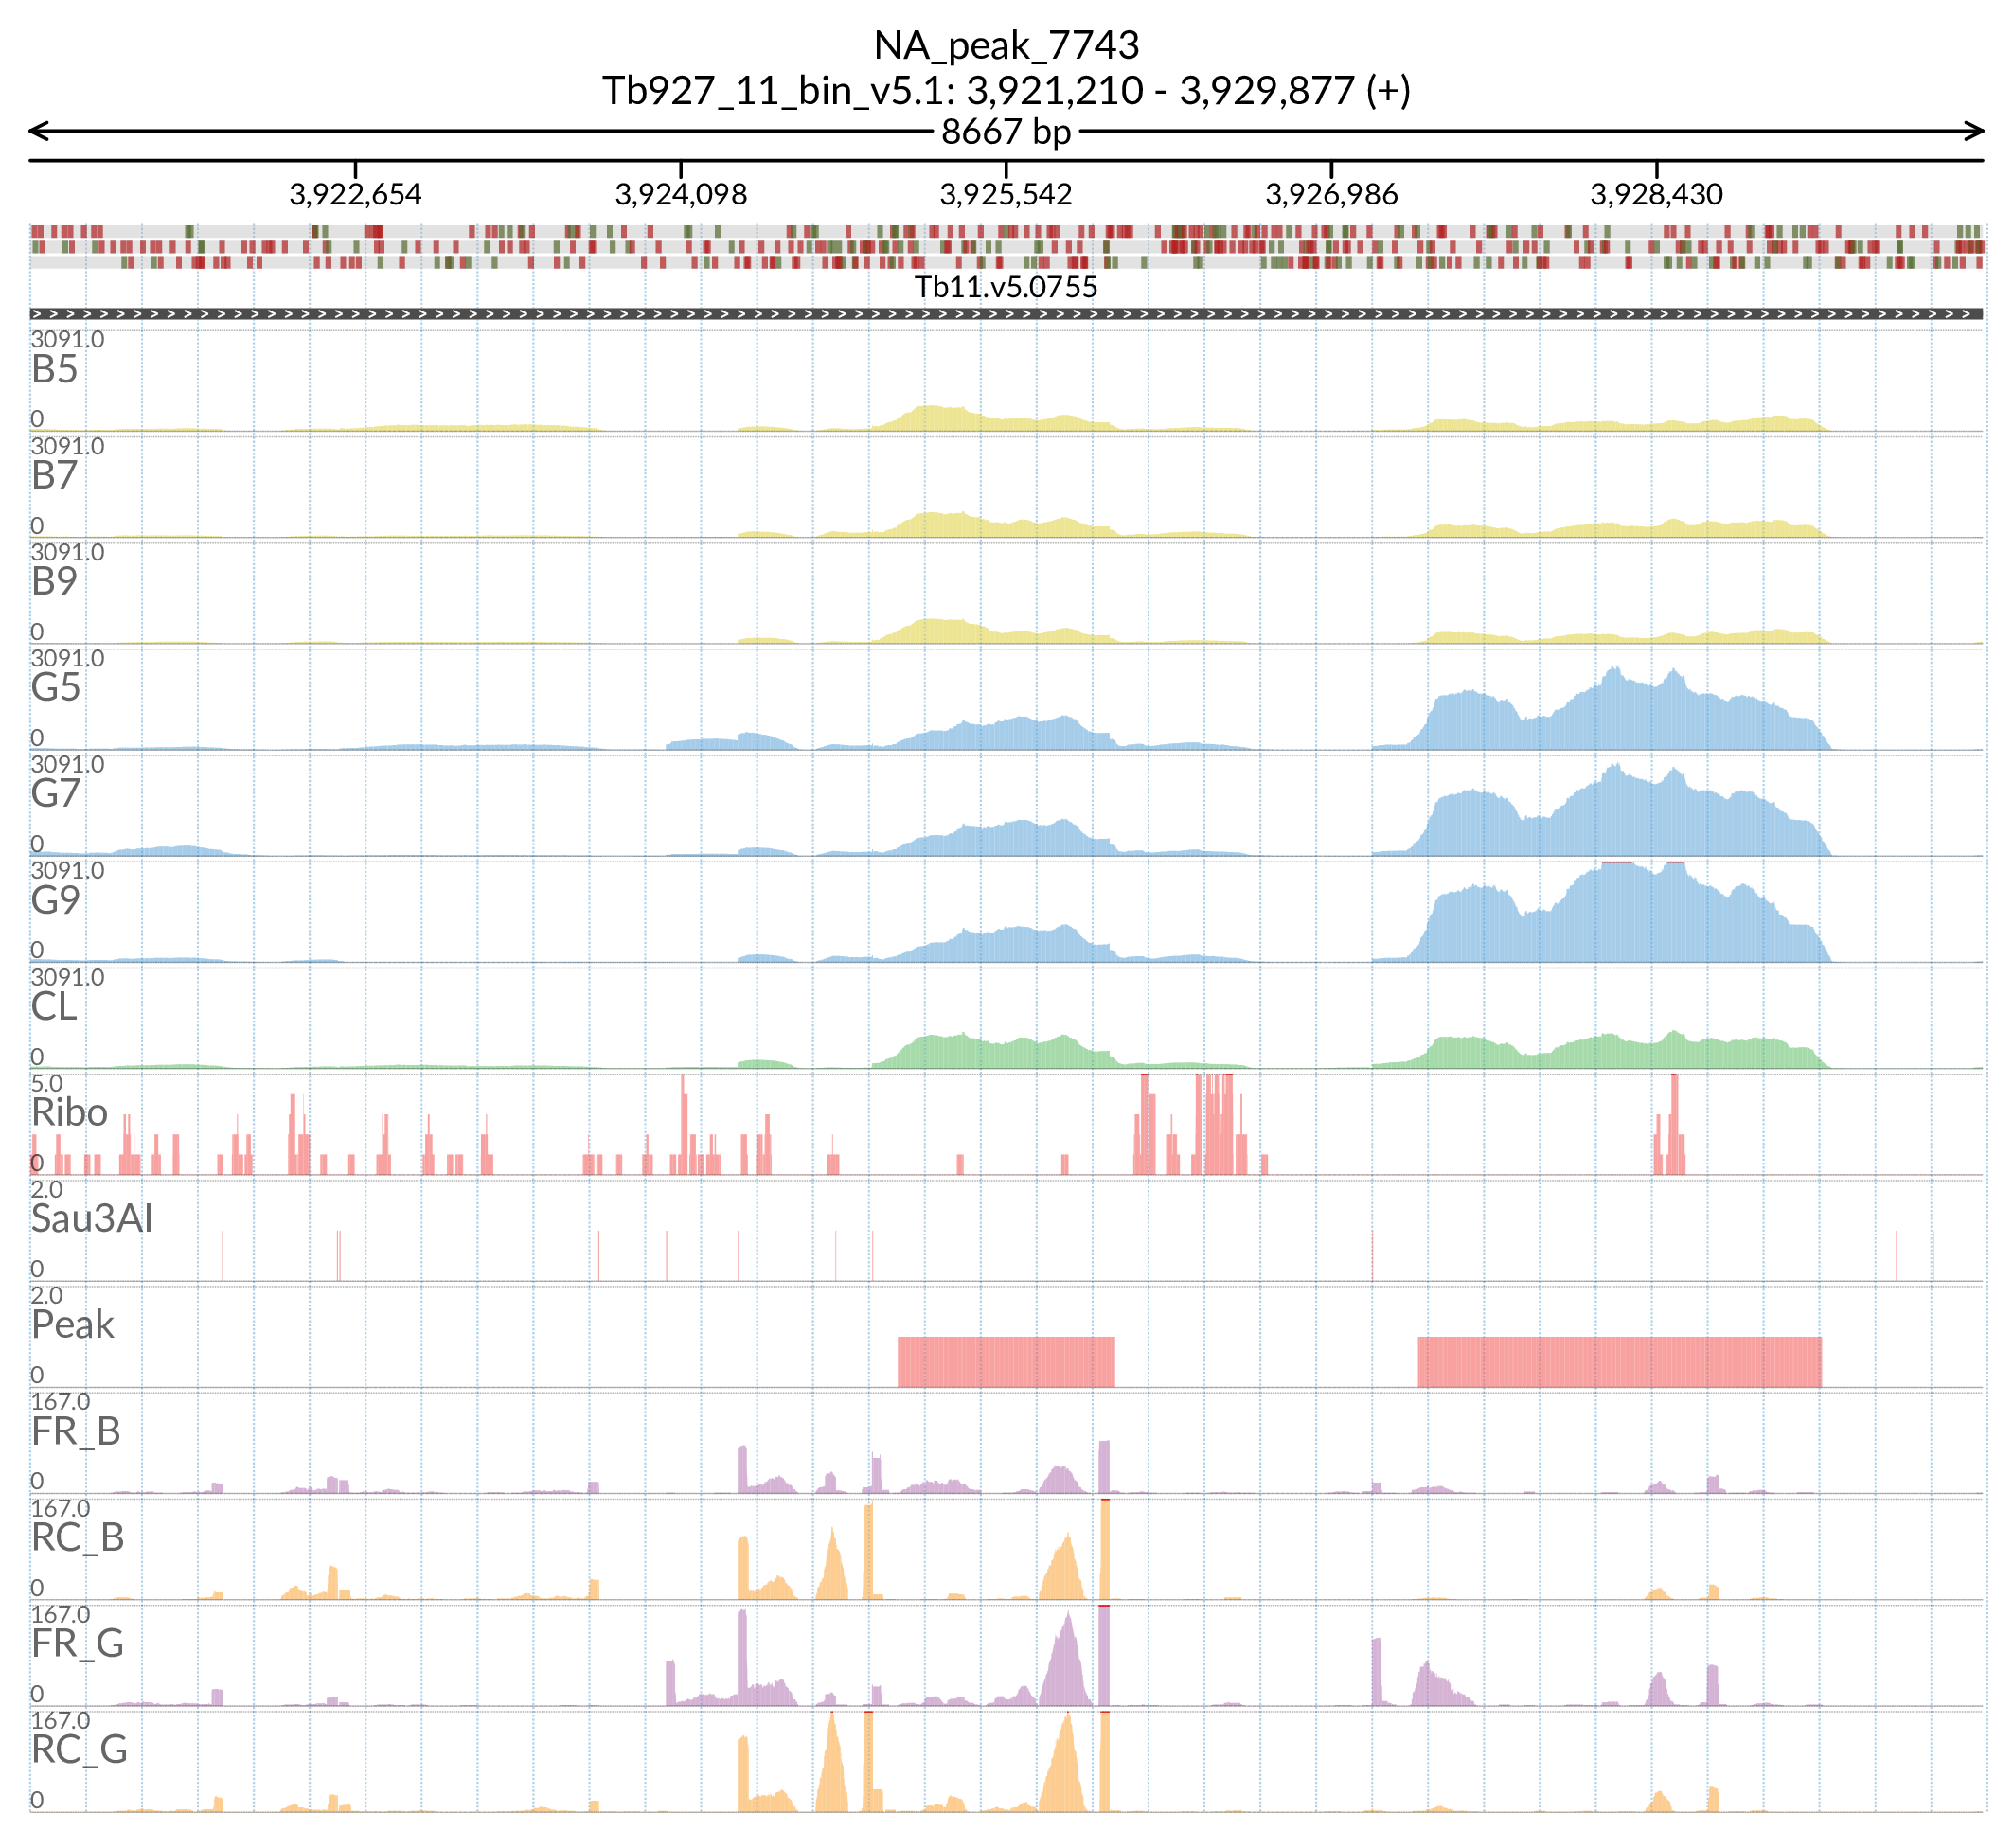 NA_peak_7743
Tb927_11_bin_v5.1: 3,921,210 - 3,929,877 (+)
8667 bp
3,922,654 3,924,098 3,925,542 3,926,986 3,928,430
Tb11.v5.0755
3091.0
B5
0
3091.0
B7
0
3091.0
B9
0
3091.0
G5
0
3091.0
G7
0
3091.0
G9
0
3091.0
CL
0
5.0
Ribo
0
2.0
Sau3AI
0
2.0
Peak
0
167.0
FR_B
0
167.0
RC_B
0
167.0
FR_G
0
167.0
RC_G
0